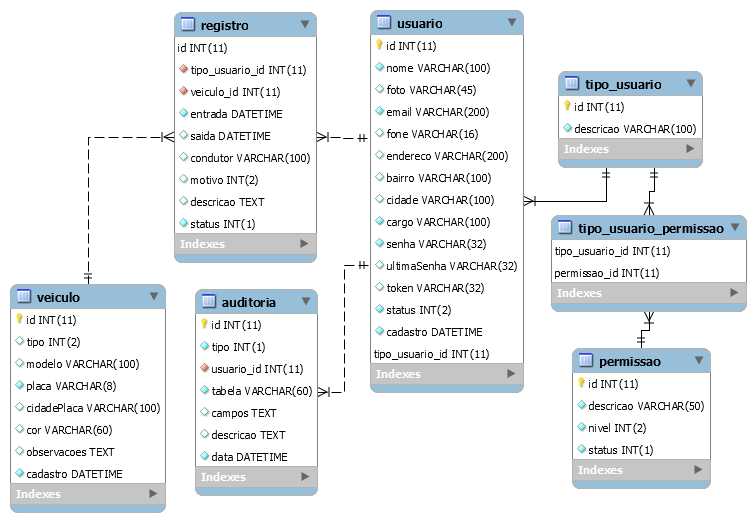 registro
id INT(11)
tipo_usuario_id INT(11)
veiculo_id INT(11)
entrada DATETIME
saida DATETIME
condutor VARCHAR(100)
motivo INT(2)
descricao TEXT
status INT(1)
Indexes
usuario
id INT(11)
nome VARCHAR(100)
foto VARCHAR(45)
email VARCHAR(200)
fone VARCHAR(16)
endereco VARCHAR(200)
bairro VARCHAR(100)
cidade VARCHAR(100)
cargo VARCHAR(100)
senha VARCHAR(32)
ultimaSenha VARCHAR(32)
token VARCHAR(32)
status INT(2)
cadastro DATETIME
tipo_usuario_id INT(11)
Indexes
tipo_usuario
id INT(11)
descricao VARCHAR(100)
Indexes
tipo_usuario_permissao
tipo_usuario_id INT(11)
permissao_id INT(11)
Indexes
veiculo
id INT(11)
tipo INT(2)
modelo VARCHAR(100)
placa VARCHAR(8)
cidadePlaca VARCHAR(100)
cor VARCHAR(60)
observacoes TEXT
cadastro DATETIME
Indexes
auditoria
id INT(11)
tipo INT(1)
usuario_id INT(11)
tabela VARCHAR(60)
campos TEXT
descricao TEXT
data DATETIME
Indexes
permissao
id INT(11)
descricao VARCHAR(50)
nivel INT(2)
status INT(1)
Indexes